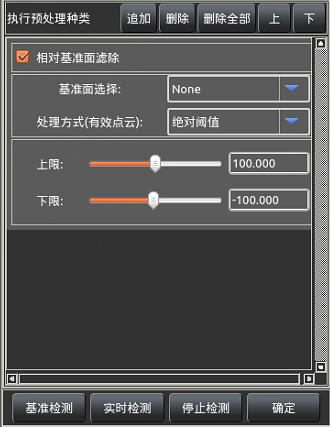 执行预处理种类 追加 删除 删除全部 上 下
相对基准面滤除
基准面选择: None
处理方式(有效点云): 绝对阈值
上限: 100.000
下限: -100.000
基准检测 实时检测 停止检测 确定